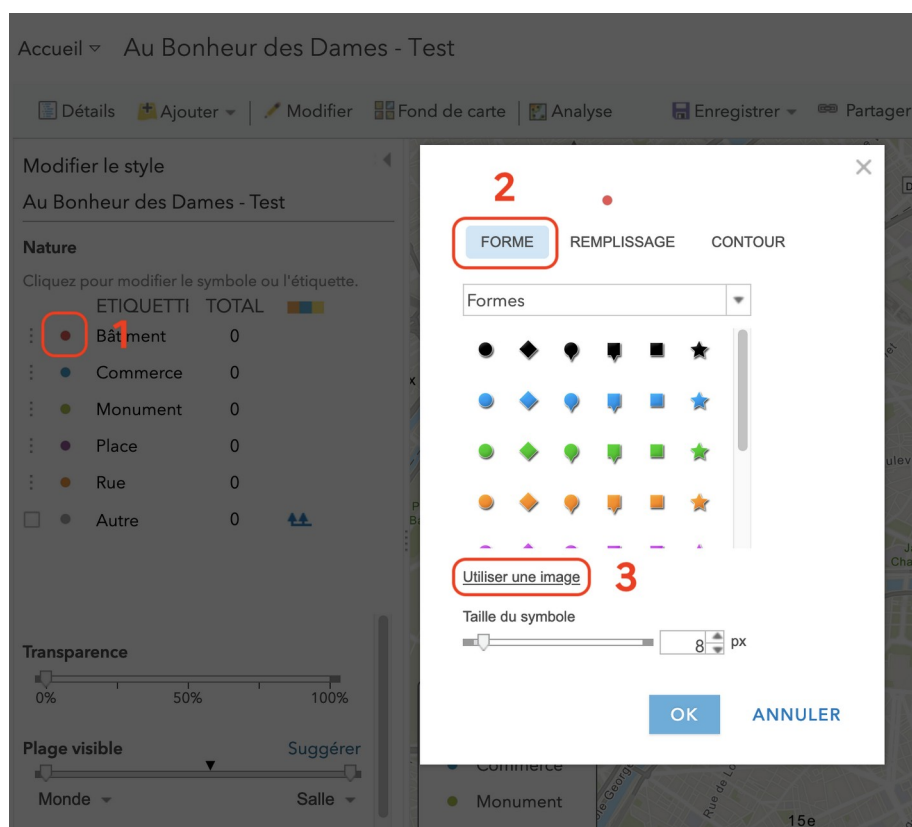 Accueil Au Bonheur des Dames - Test
Détails Ajouter Modifier Fond de carte Analyse Enregistrer Partager
Modifier le style
Au Bonheur des Dames - Test
Nature
Cliquez pour modifier le symbole ou l'étiquette.
ETIQUETTI TOTAL
1
Bâtiment 0
Commerce 0
Monument 0
Place 0
Rue 0
Autre 0
Transparence
0% 50% 100%
Plage visible Suggérer
Monde Salle
2
FORME REMPLISSAGE CONTOUR
Formes
Utiliser une image 3
Taille du symbole
8 px
OK ANNULER
Commerce
Monument
Rue de Lo
15e